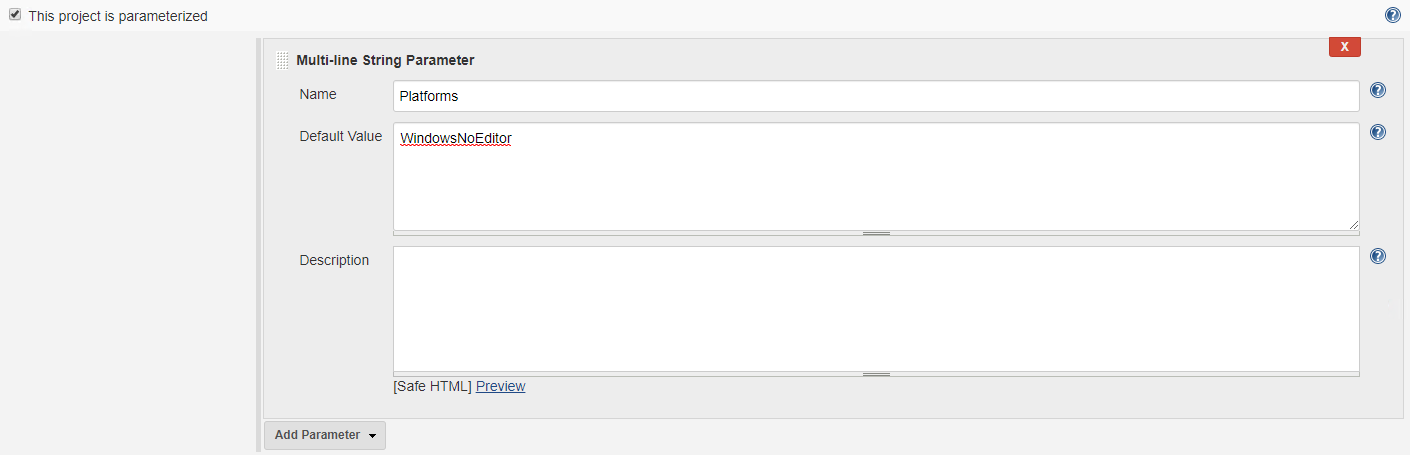 This project is parameterized
Multi-line String Parameter
X
Name
Platforms
Default Value
WindowsNoEditor
Description
[Safe HTML] Preview
Add Parameter